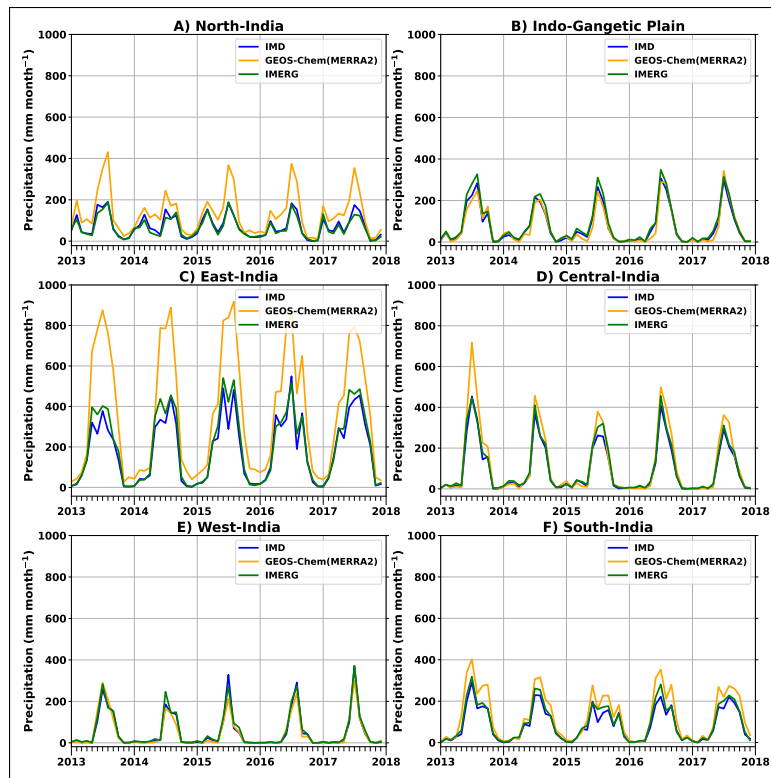 A) North-India
Precipitation (mm month⁻¹)
1000
800
600
400
200
0
IMD
GEOS-Chem(MERRA2)
IMERG
2013 2014 2015 2016 2017 2018
B) Indo-Gangetic Plain
Precipitation (mm month⁻¹)
1000
800
600
400
200
0
IMD
GEOS-Chem(MERRA2)
IMERG
2013 2014 2015 2016 2017 2018
C) East-India
Precipitation (mm month⁻¹)
1000
800
600
400
200
0
IMD
GEOS-Chem(MERRA2)
IMERG
2013 2014 2015 2016 2017 2018
D) Central-India
Precipitation (mm month⁻¹)
1000
800
600
400
200
0
IMD
GEOS-Chem(MERRA2)
IMERG
2013 2014 2015 2016 2017 2018
E) West-India
Precipitation (mm month⁻¹)
1000
800
600
400
200
0
IMD
GEOS-Chem(MERRA2)
IMERG
2013 2014 2015 2016 2017 2018
F) South-India
Precipitation (mm month⁻¹)
1000
800
600
400
200
0
IMD
GEOS-Chem(MERRA2)
IMERG
2013 2014 2015 2016 2017 2018